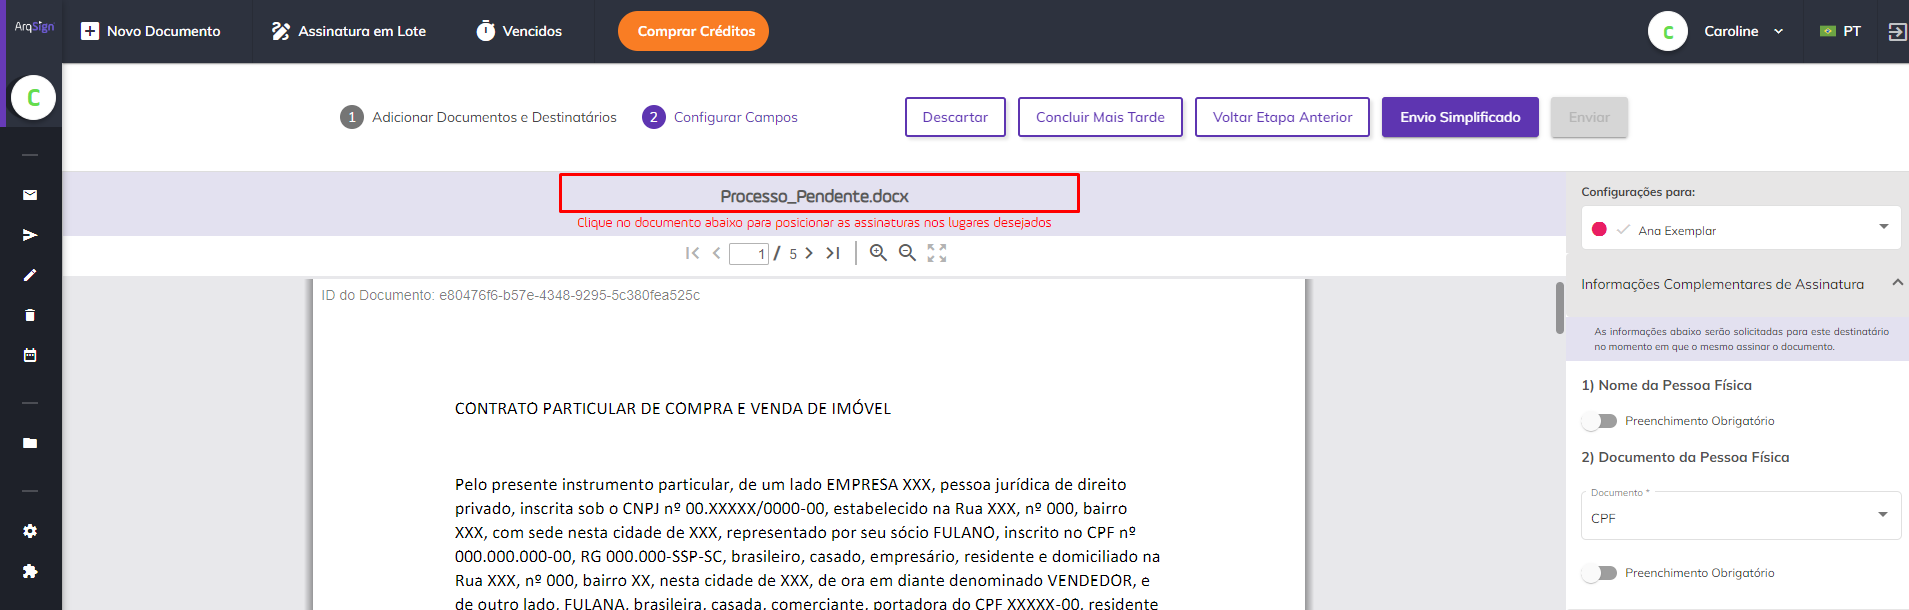 ArqSign
Novo Documento
Assinatura em Lote
Vencidos
Comprar Créditos
C
Caroline
PT
C
1 Adicionar Documentos e Destinatários
2 Configurar Campos
Descartar
Concluir Mais Tarde
Voltar Etapa Anterior
Envio Simplificado
Enviar
Processo_Pendente.docx
Clique no documento abaixo para posicionar as assinaturas nos lugares desejados
1 / 5
ID do Documento: e80476f6-b57e-4348-9295-5c380fea525c
CONTRATO PARTICULAR DE COMPRA E VENDA DE IMÓVEL
Pelo presente instrumento particular, de um lado EMPRESA XXX, pessoa jurídica de direito
privado, inscrita sob o CNPJ nº 00.XXXXX/0000-00, estabelecido na Rua XXX, nº 000, bairro
XXX, com sede nesta cidade de XXX, representado por seu sócio FULANO, inscrito no CPF nº
000.000.000-00, RG 000.000-SSP-SC, brasileiro, casado, empresário, residente e domiciliado na
Rua XXX, nº 000, bairro XX, nesta cidade de XXX, de ora em diante denominado VENDEDOR, e
de outro lado, FULANA, brasileira, casada, comerciante, portadora do CPF XXXXX-00, residente
Configurações para:
Ana Exemplar
Informações Complementares de Assinatura
As informações abaixo serão solicitadas para este destinatário
no momento em que o mesmo assinar o documento.
1) Nome da Pessoa Física
Preenchimento Obrigatório
2) Documento da Pessoa Física
Documento *
CPF
Preenchimento Obrigatório